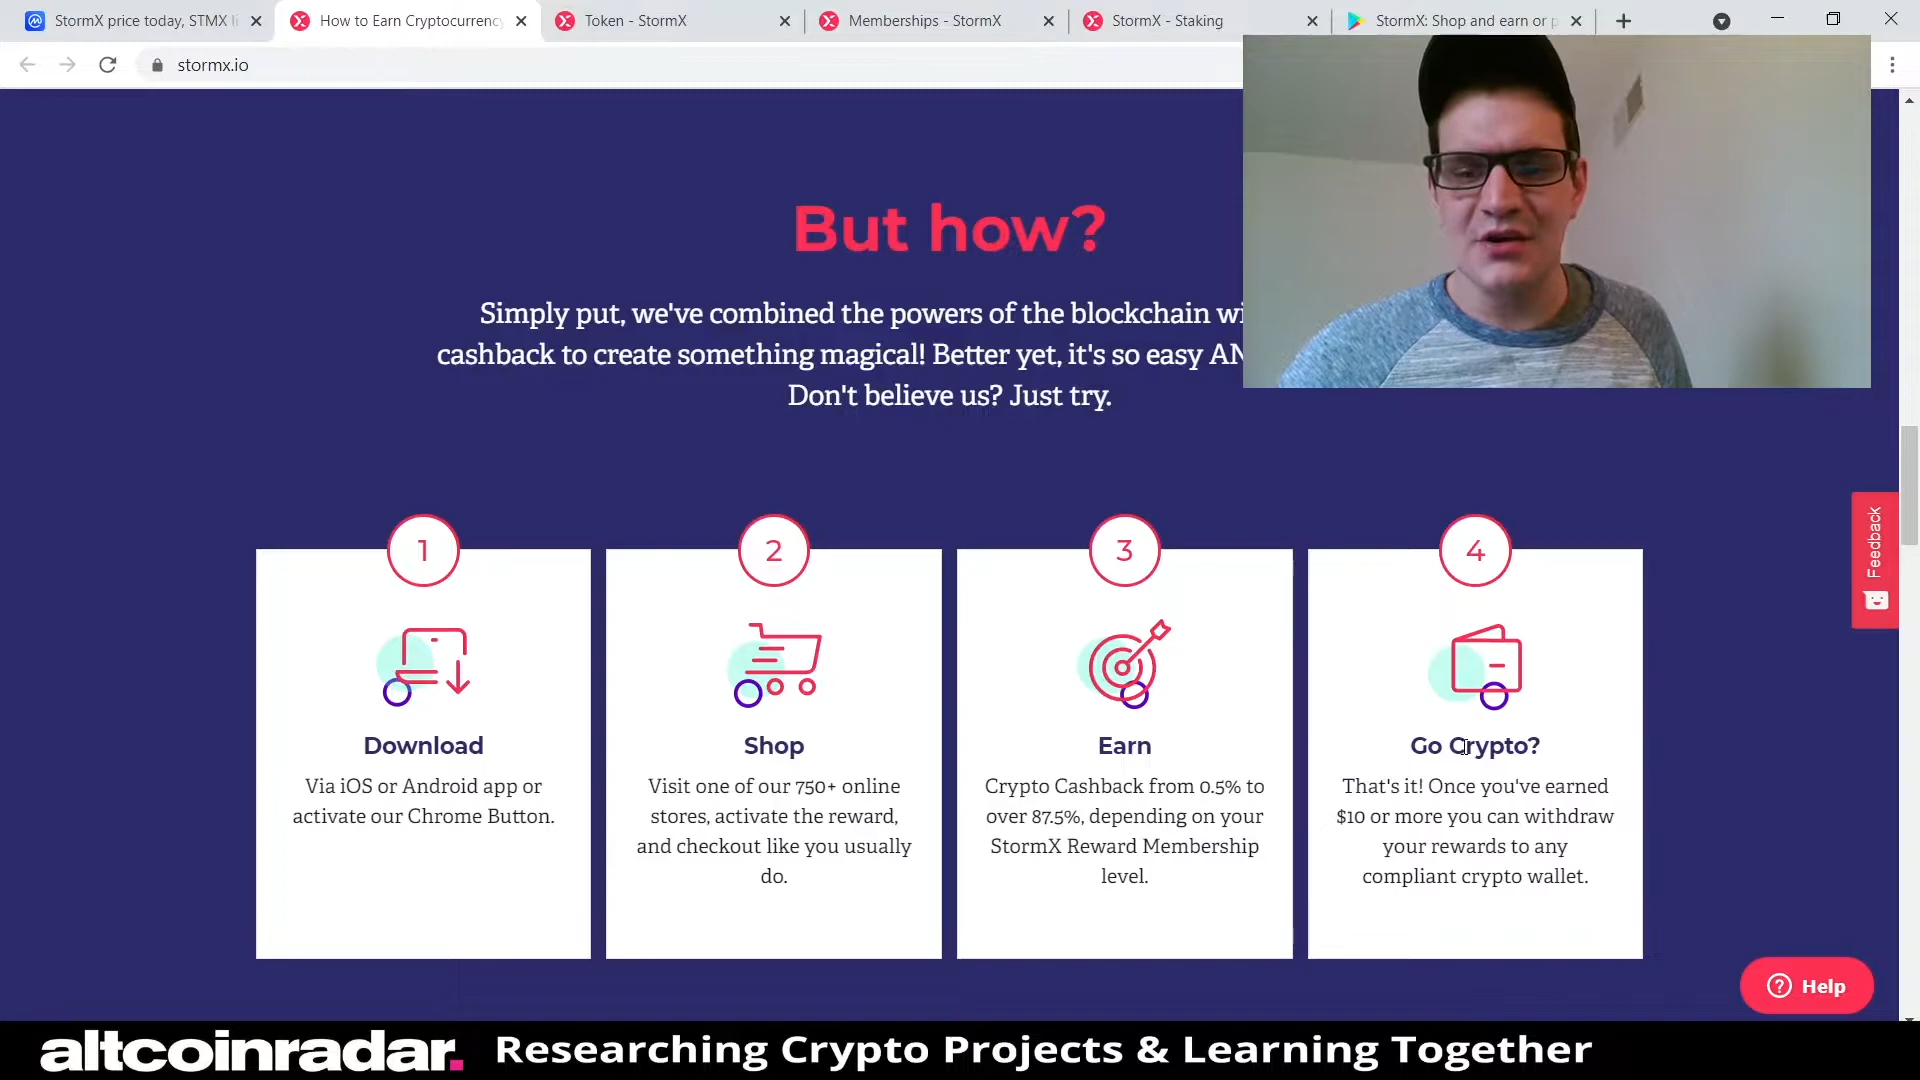 StormX price today, STMX li
How to Earn Cryptocurrency
Token - StormX
Memberships - StormX
StormX - Staking
StormX: Shop and earn or p
stormx.io
But how?
Simply put, we've combined the powers of the blockchain wi
cashback to create something magical! Better yet, it's so easy AN
Don't believe us? Just try.
1
Download
Via iOS or Android app or
activate our Chrome Button.
2
Shop
Visit one of our 750+ online
stores, activate the reward,
and checkout like you usually
do.
3
Earn
Crypto Cashback from 0.5% to
over 87.5%, depending on your
StormX Reward Membership
level.
4
Go Crypto?
That's it! Once you've earned
$10 or more you can withdraw
your rewards to any
compliant crypto wallet.
Feedback
Help
altcoinradar. Researching Crypto Projects & Learning Together